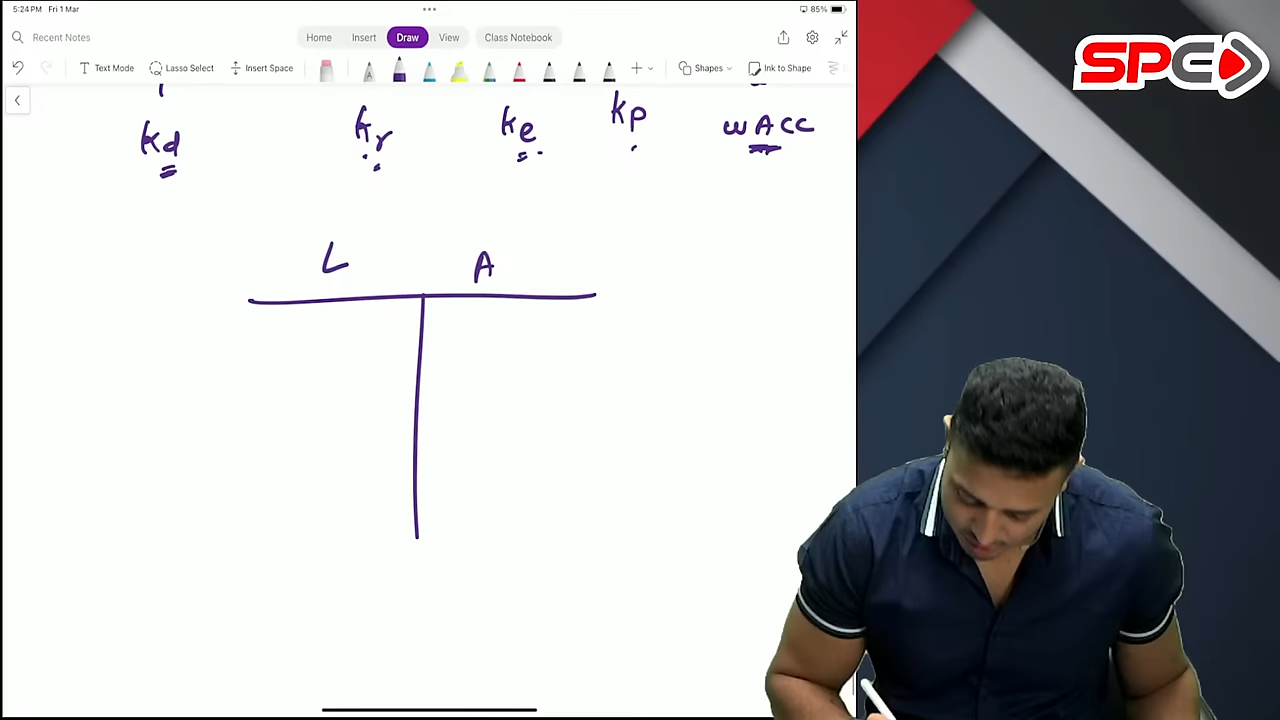 5:24 PM Fri 1 Mar
85%
Recent Notes
Home Insert Draw View Class Notebook
Text Mode Lasso Select Insert Space Shapes Ink to Shape
SPC
kd kr ke kp WACC
L A